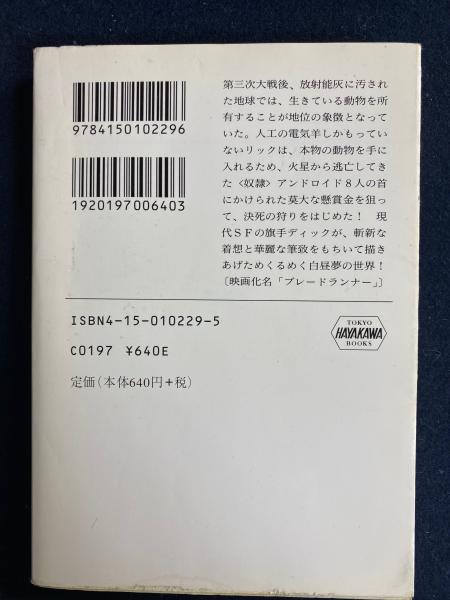 第三次大戦後、放射能灰に汚され
た地球では、生きている動物を所
有することが地位の象徴となって
いた。人工の電気羊しかもってい
ないリックは、本物の動物を手に
入れるため、火星から逃亡してき
た〈奴隷〉アンドロイド8人の首
にかけられた莫大な懸賞金を狙っ
て、決死の狩りをはじめた！　現
代ＳＦの旗手ディックが、斬新な
着想と華麗な筆致をもちいて描き
あげためくるめく白昼夢の世界！
〔映画化名「ブレードランナー」〕
9784150102296
1920197006403
ISBN4-15-010229-5
C0197 ¥640E
定価（本体640円＋税）
TOKYO
HAYAKAWA
BOOKS